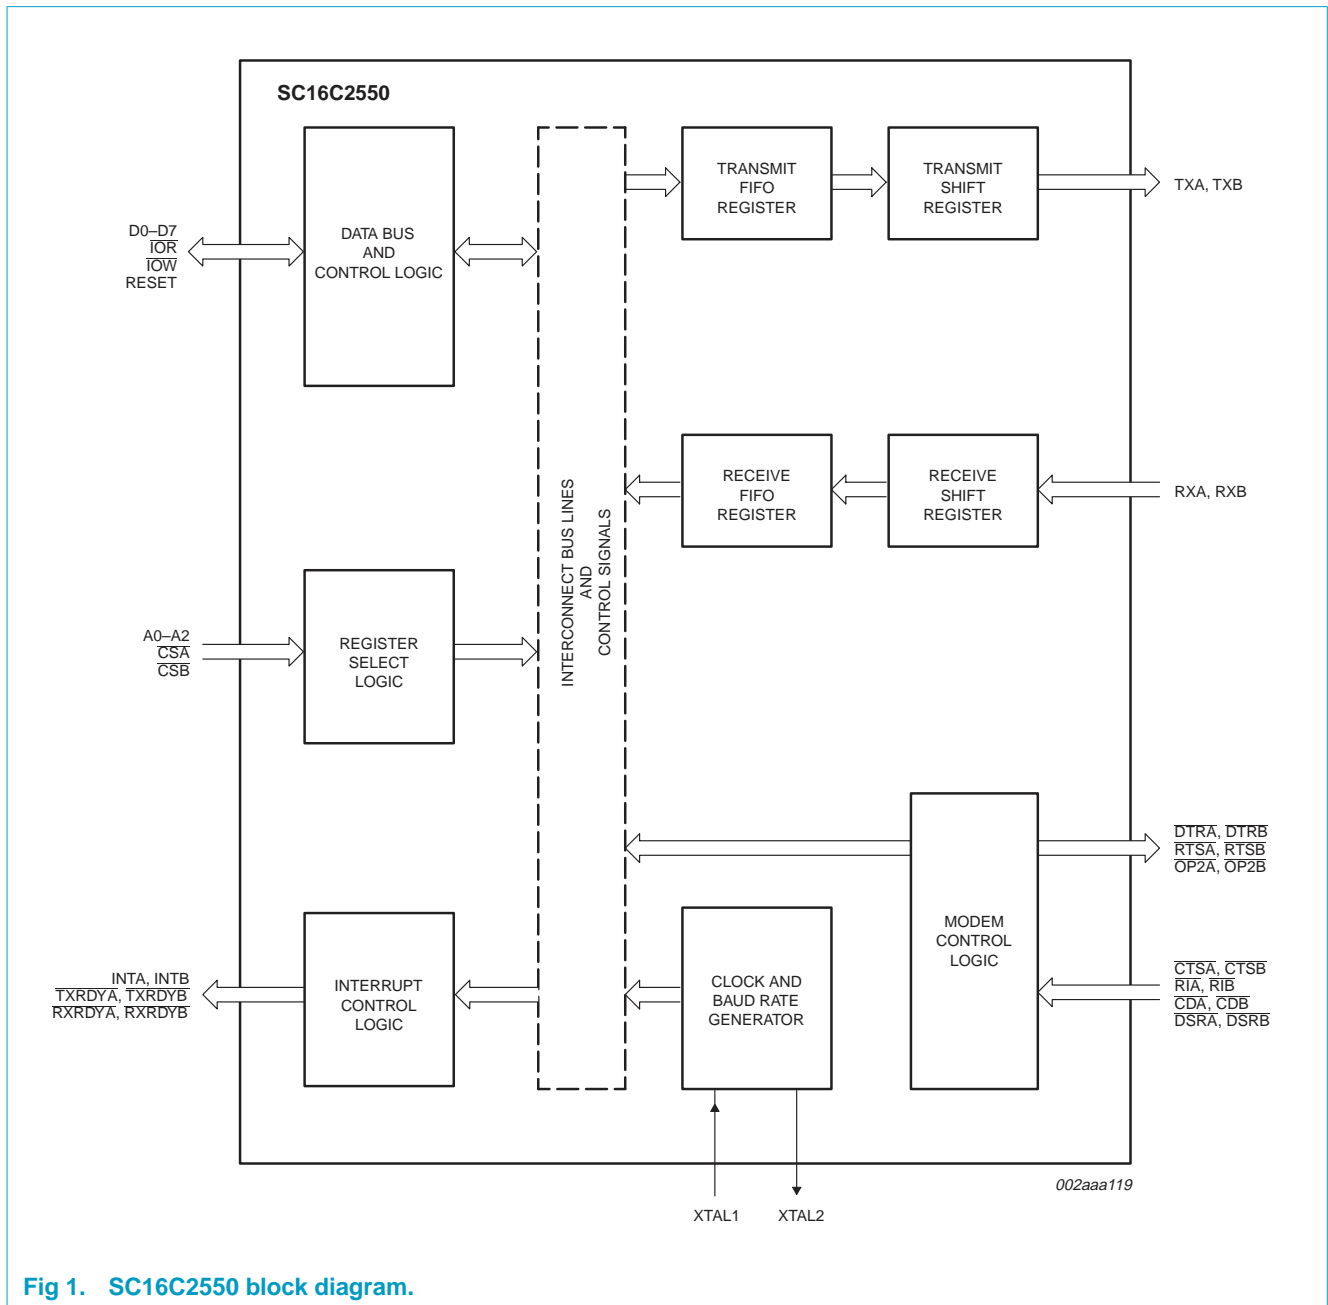 SC16C2550
D0–D7
IOR
IOW
RESET
DATA BUS
AND
CONTROL LOGIC
TRANSMIT
FIFO
REGISTER
TRANSMIT
SHIFT
REGISTER
TXA, TXB
RECEIVE
FIFO
REGISTER
RECEIVE
SHIFT
REGISTER
RXA, RXB
INTERCONNECT BUS LINES
AND
CONTROL SIGNALS
A0–A2
CSA
CSB
REGISTER
SELECT
LOGIC
DTRA, DTRB
RTSA, RTSB
OP2A, OP2B
MODEM
CONTROL
LOGIC
CTSA, CTSB
RIA, RIB
CDA, CDB
DSRA, DSRB
INTA, INTB
TXRDYA, TXRDYB
RXRDYA, RXRDYB
INTERRUPT
CONTROL
LOGIC
CLOCK AND
BAUD RATE
GENERATOR
XTAL1
XTAL2
002aaa119
Fig 1. SC16C2550 block diagram.